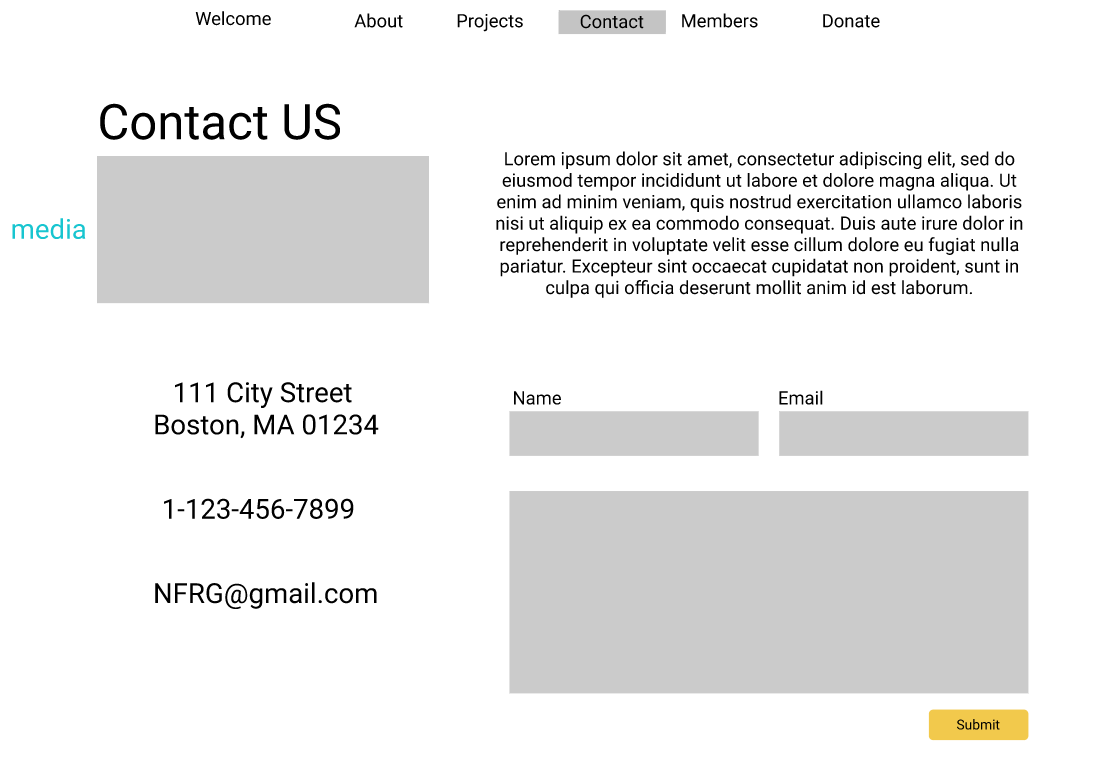 Welcome
About
Projects
Contact
Members
Donate
Contact US
media
Lorem ipsum dolor sit amet, consectetur adipiscing elit, sed do
eiusmod tempor incididunt ut labore et dolore magna aliqua. Ut
enim ad minim veniam, quis nostrud exercitation ullamco laboris
nisi ut aliquip ex ea commodo consequat. Duis aute irure dolor in
reprehenderit in voluptate velit esse cillum dolore eu fugiat nulla
pariatur. Excepteur sint occaecat cupidatat non proident, sunt in
culpa qui officia deserunt mollit anim id est laborum.
111 City Street
Boston, MA 01234
1-123-456-7899
NFRG@gmail.com
Name
Email
Submit